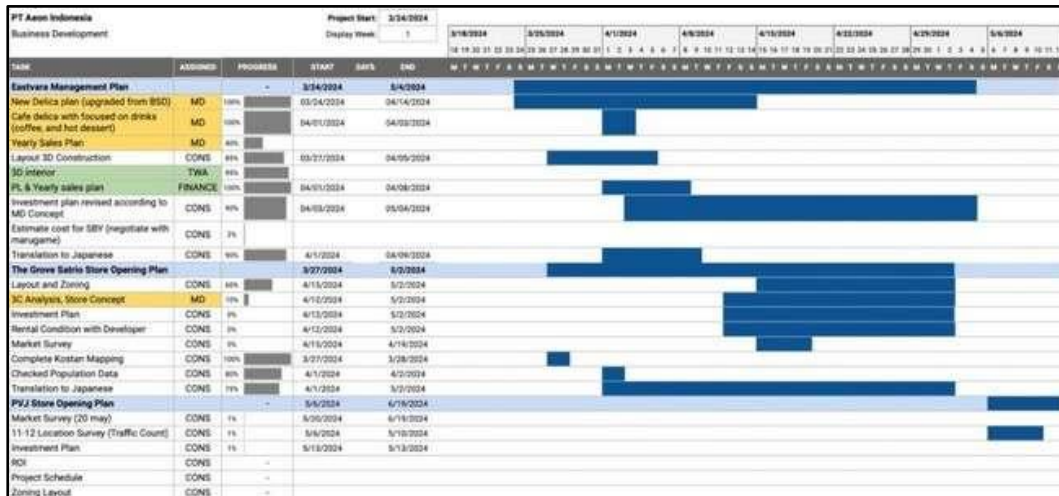 PT Aeon Indonesia Project Start: 3/24/2024
Business Development Display Week: 1
3/18/2024 3/25/2024 4/1/2024 4/8/2024 4/15/2024 4/22/2024 4/29/2024 5/6/2024
TASK ASSIGNED PROGRESS START DAYS END
Eastvara Management Plan - 3/24/2024 5/4/2024
New Delica plan (upgraded from BSD) MD 100% 03/24/2024 04/14/2024
Cafe delica with focused on drinks
(coffee, and hot dessert) MD 100% 04/01/2024 04/03/2024
Yearly Sales Plan MD 40%
Layout 3D Construction CONS 85% 03/27/2024 04/05/2024
3D interior TWA
PL & Yearly sales plan FINANCE 100% 04/01/2024 04/08/2024
Investment plan revised according to
MD Concept CONS 90% 04/03/2024 05/04/2024
Estimate cost for SBY (negotiate with
marugame) CONS
Translation to Japanese CONS 90% 4/1/2024 04/09/2024
The Grove Satrio Store Opening Plan 3/27/2024 5/2/2024
Layout and Zoning CONS 60% 4/15/2024 5/2/2024
3C Analysis, Store Concept MD 10% 4/12/2024 5/2/2024
Investment Plan CONS 0% 4/12/2024 5/2/2024
Rental Condition with Developer CONS 0% 4/12/2024 5/2/2024
Market Survey CONS 0% 4/15/2024 4/19/2024
Complete Kostan Mapping CONS 100% 3/27/2024 3/28/2024
Checked Population Data CONS 80% 4/1/2024 4/2/2024
Translation to Japanese CONS 4/1/2024 5/2/2024
PVJ Store Opening Plan - 5/6/2024 6/19/2024
Market Survey (20 may) CONS 1% 5/20/2024 6/19/2024
11-12 Location Survey (Traffic Count) CONS 1% 5/6/2024 5/10/2024
Investment Plan CONS 1% 5/13/2024 5/13/2024
ROI CONS -
Project Schedule CONS -
Zoning Layout CONS -